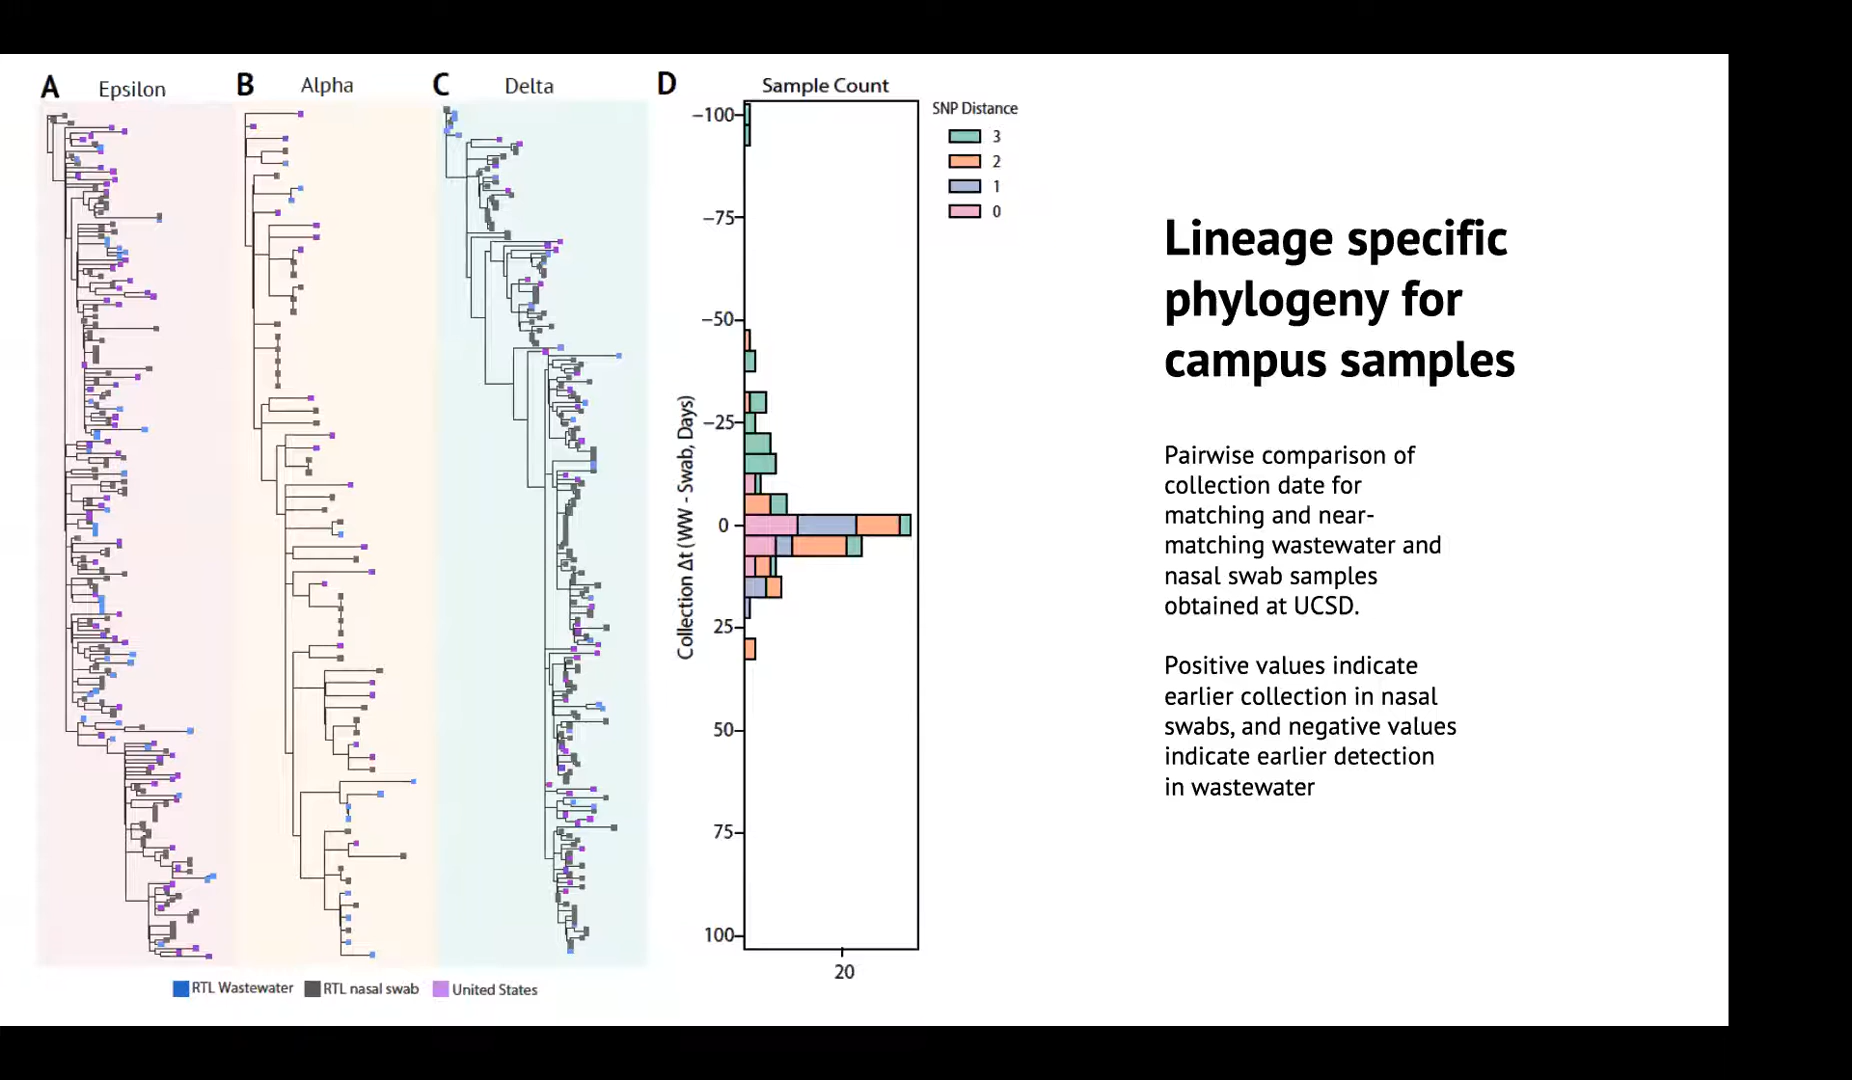 A
Epsilon
B
Alpha
C
Delta
D
Sample Count
−100
−75
−50
−25
0
25
50
75
100
20
Collection Δt (WW - Swab, Days)
SNP Distance
3
2
1
0
RTL Wastewater
RTL nasal swab
United States
Lineage specific
phylogeny for
campus samples
Pairwise comparison of
collection date for
matching and near-
matching wastewater and
nasal swab samples
obtained at UCSD.
Positive values indicate
earlier collection in nasal
swabs, and negative values
indicate earlier detection
in wastewater